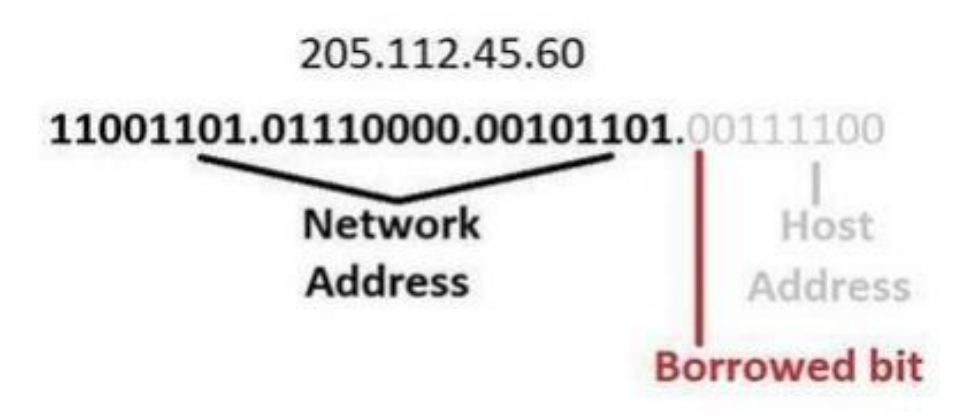 205.112.45.60
11001101.01110000.00101101.00111100
Network
Address
Host
Address
Borrowed bit